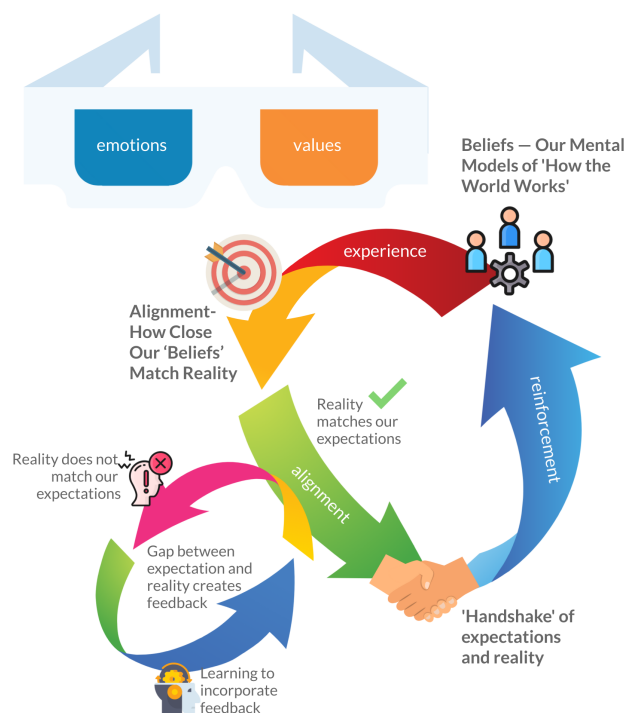 emotions
values
Beliefs — Our Mental
Models of 'How the
World Works'
experience
Alignment-
How Close
Our ‘Beliefs’
Match Reality
Reality
matches our
expectations
reinforcement
alignment
Reality does not
match our
expectations
Gap between
expectation and
reality creates
feedback
'Handshake' of
expectations
and reality
Learning to
incorporate
feedback